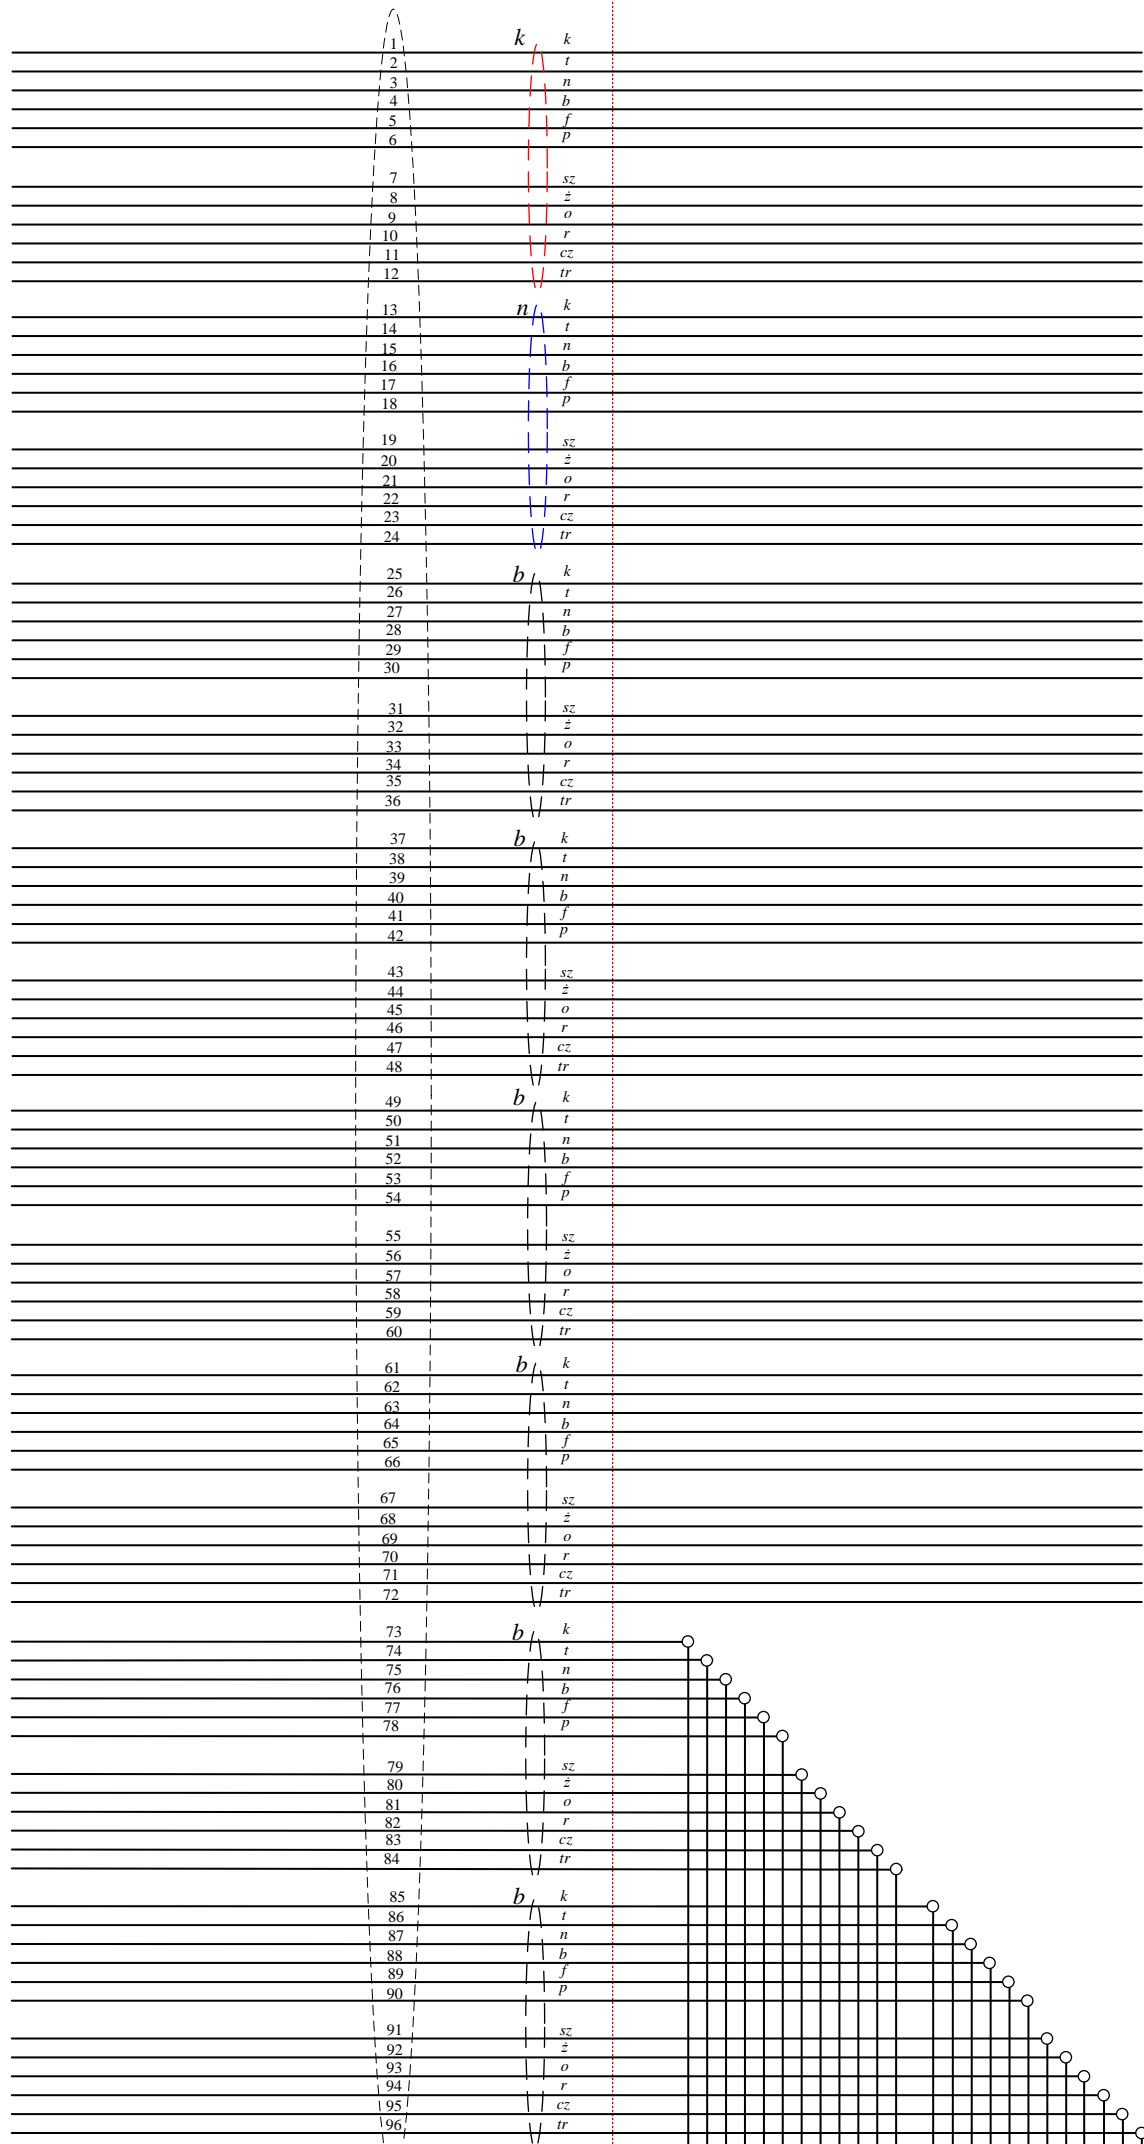 1 k k
2 t
3 n
4 b
5 f
6 p
7 sz
8 ż
9 o
10 r
11 cz
12 tr
13 n k
14 t
15 n
16 b
17 f
18 p
19 sz
20 ż
21 o
22 r
23 cz
24 tr
25 b k
26 t
27 n
28 b
29 f
30 p
31 sz
32 ż
33 o
34 r
35 cz
36 tr
37 b k
38 t
39 n
40 b
41 f
42 p
43 sz
44 ż
45 o
46 r
47 cz
48 tr
49 b k
50 t
51 n
52 b
53 f
54 p
55 sz
56 ż
57 o
58 r
59 cz
60 tr
61 b k
62 t
63 n
64 b
65 f
66 p
67 sz
68 ż
69 o
70 r
71 cz
72 tr
73 b k
74 t
75 n
76 b
77 f
78 p
79 sz
80 ż
81 o
82 r
83 cz
84 tr
85 b k
86 t
87 n
88 b
89 f
90 p
91 sz
92 ż
93 o
94 r
95 cz
96 tr